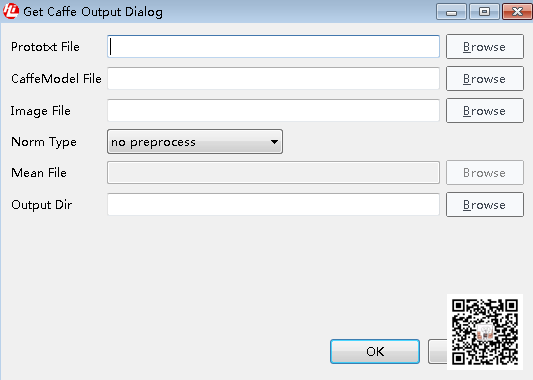 Get Caffe Output Dialog
Prototxt File Browse
CaffeModel File Browse
Image File Browse
Norm Type no preprocess
Mean File Browse
Output Dir Browse
OK